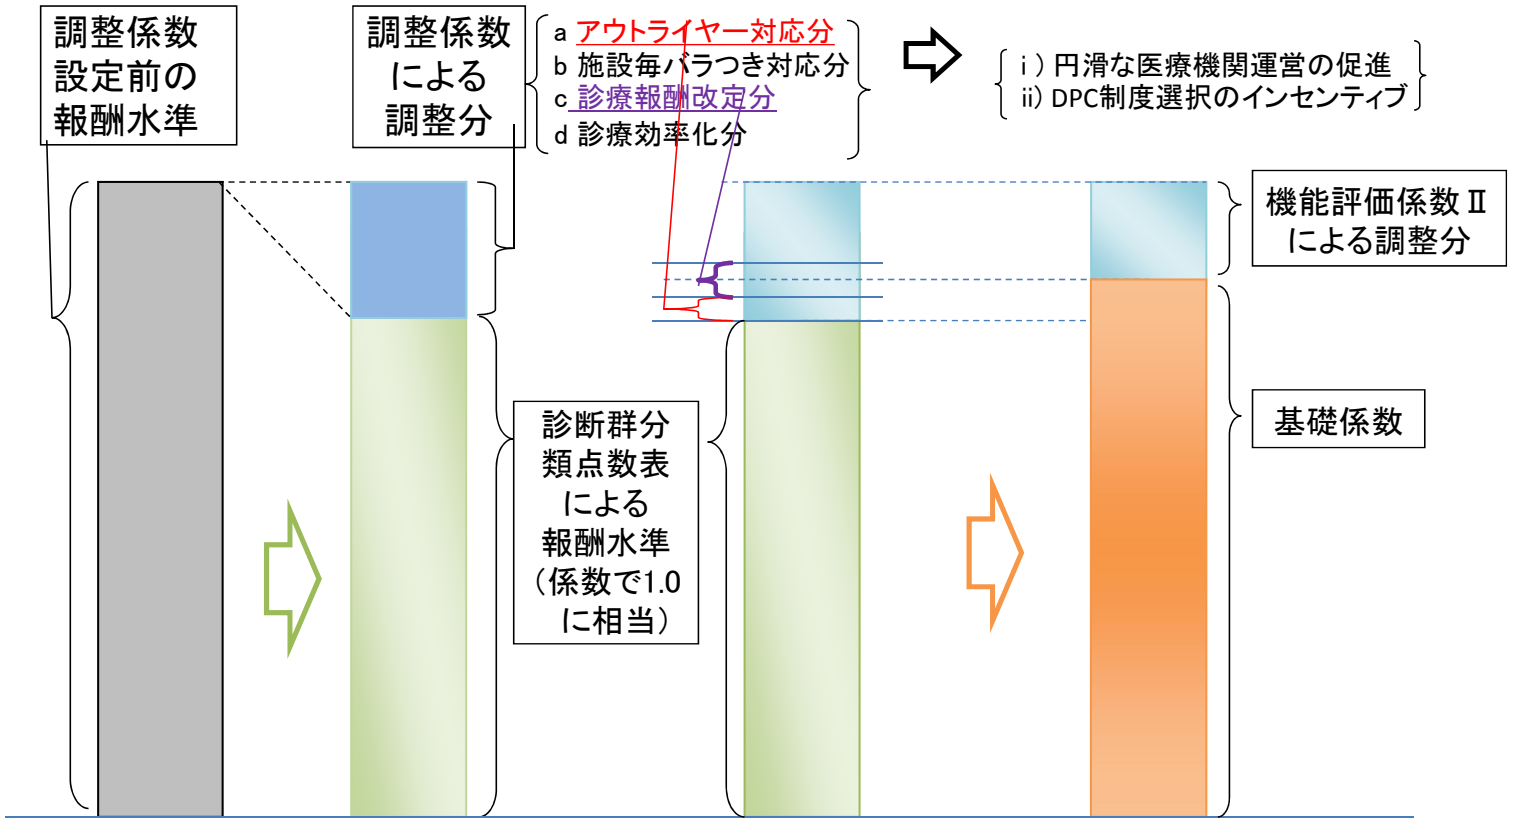 調整係数
設定前の
報酬水準
調整係数
による
調整分
a アウトライヤー対応分
b 施設毎バラつき対応分
c 診療報酬改定分
d 診療効率化分
ⅰ）円滑な医療機関運営の促進
ⅱ）DPC制度選択のインセンティブ
機能評価係数Ⅱ
による調整分
診断群分
類点数表
による
報酬水準
（係数で1.0
に相当）
基礎係数